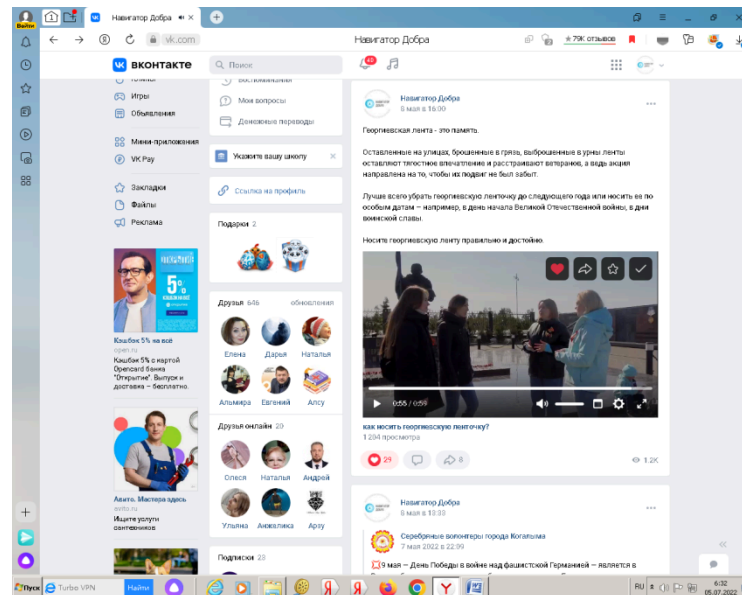 Навигатор Добра
Войти
vk.com
Навигатор Добра
★ 79K отзывов
ВКОНТАКТЕ
Поиск
Игры
Объявления
Мини-приложения
VK Pay
Закладки
Файлы
Реклама
5%
Кэшбэк 5% на всё
open.ru
Кэшбэк 5% с картой
Opencard банка
"Открытие". Выпуск и
доставка – бесплатно.
Авито. Мастера здесь
avito.ru
Ищите услуги
сантехников
Воспоминания
Мои вопросы
Денежные переводы
Укажите вашу школу
Ссылка на профиль
Подарки 2
Друзья 646 обновления
Елена Дарья Наталья
Альмира Евгений Алсу
Друзья онлайн 20
Олеся Наталья Андрей
Ульяна Анжелика Арзу
Подписки 23
Навигатор Добра
8 мая в 16:00
Георгиевская лента - это память.
Оставленные на улицах, брошенные в грязь, выброшенные в урны ленты
оставляют тягостное впечатление и расстраивают ветеранов, а ведь акция
направлена на то, чтобы их подвиг не был забыт.
Лучше всего убрать георгиевскую ленточку до следующего года или носить ее по
особым датам — например, в день начала Великой Отечественной войны, в дни
воинской славы.
Носите георгиевскую ленту правильно и достойно.
0:55 / 0:55
как носить георгиевскую ленточку?
1 294 просмотра
29
8
1.2K
Навигатор Добра
8 мая в 13:33
Серебряные волонтеры города Когалыма
7 мая 2022 в 22:09
9 мая — День Победы в войне над фашистской Германией — является в
Пуск
Turbo VPN
Найти
RU
6:32
05.07.2022